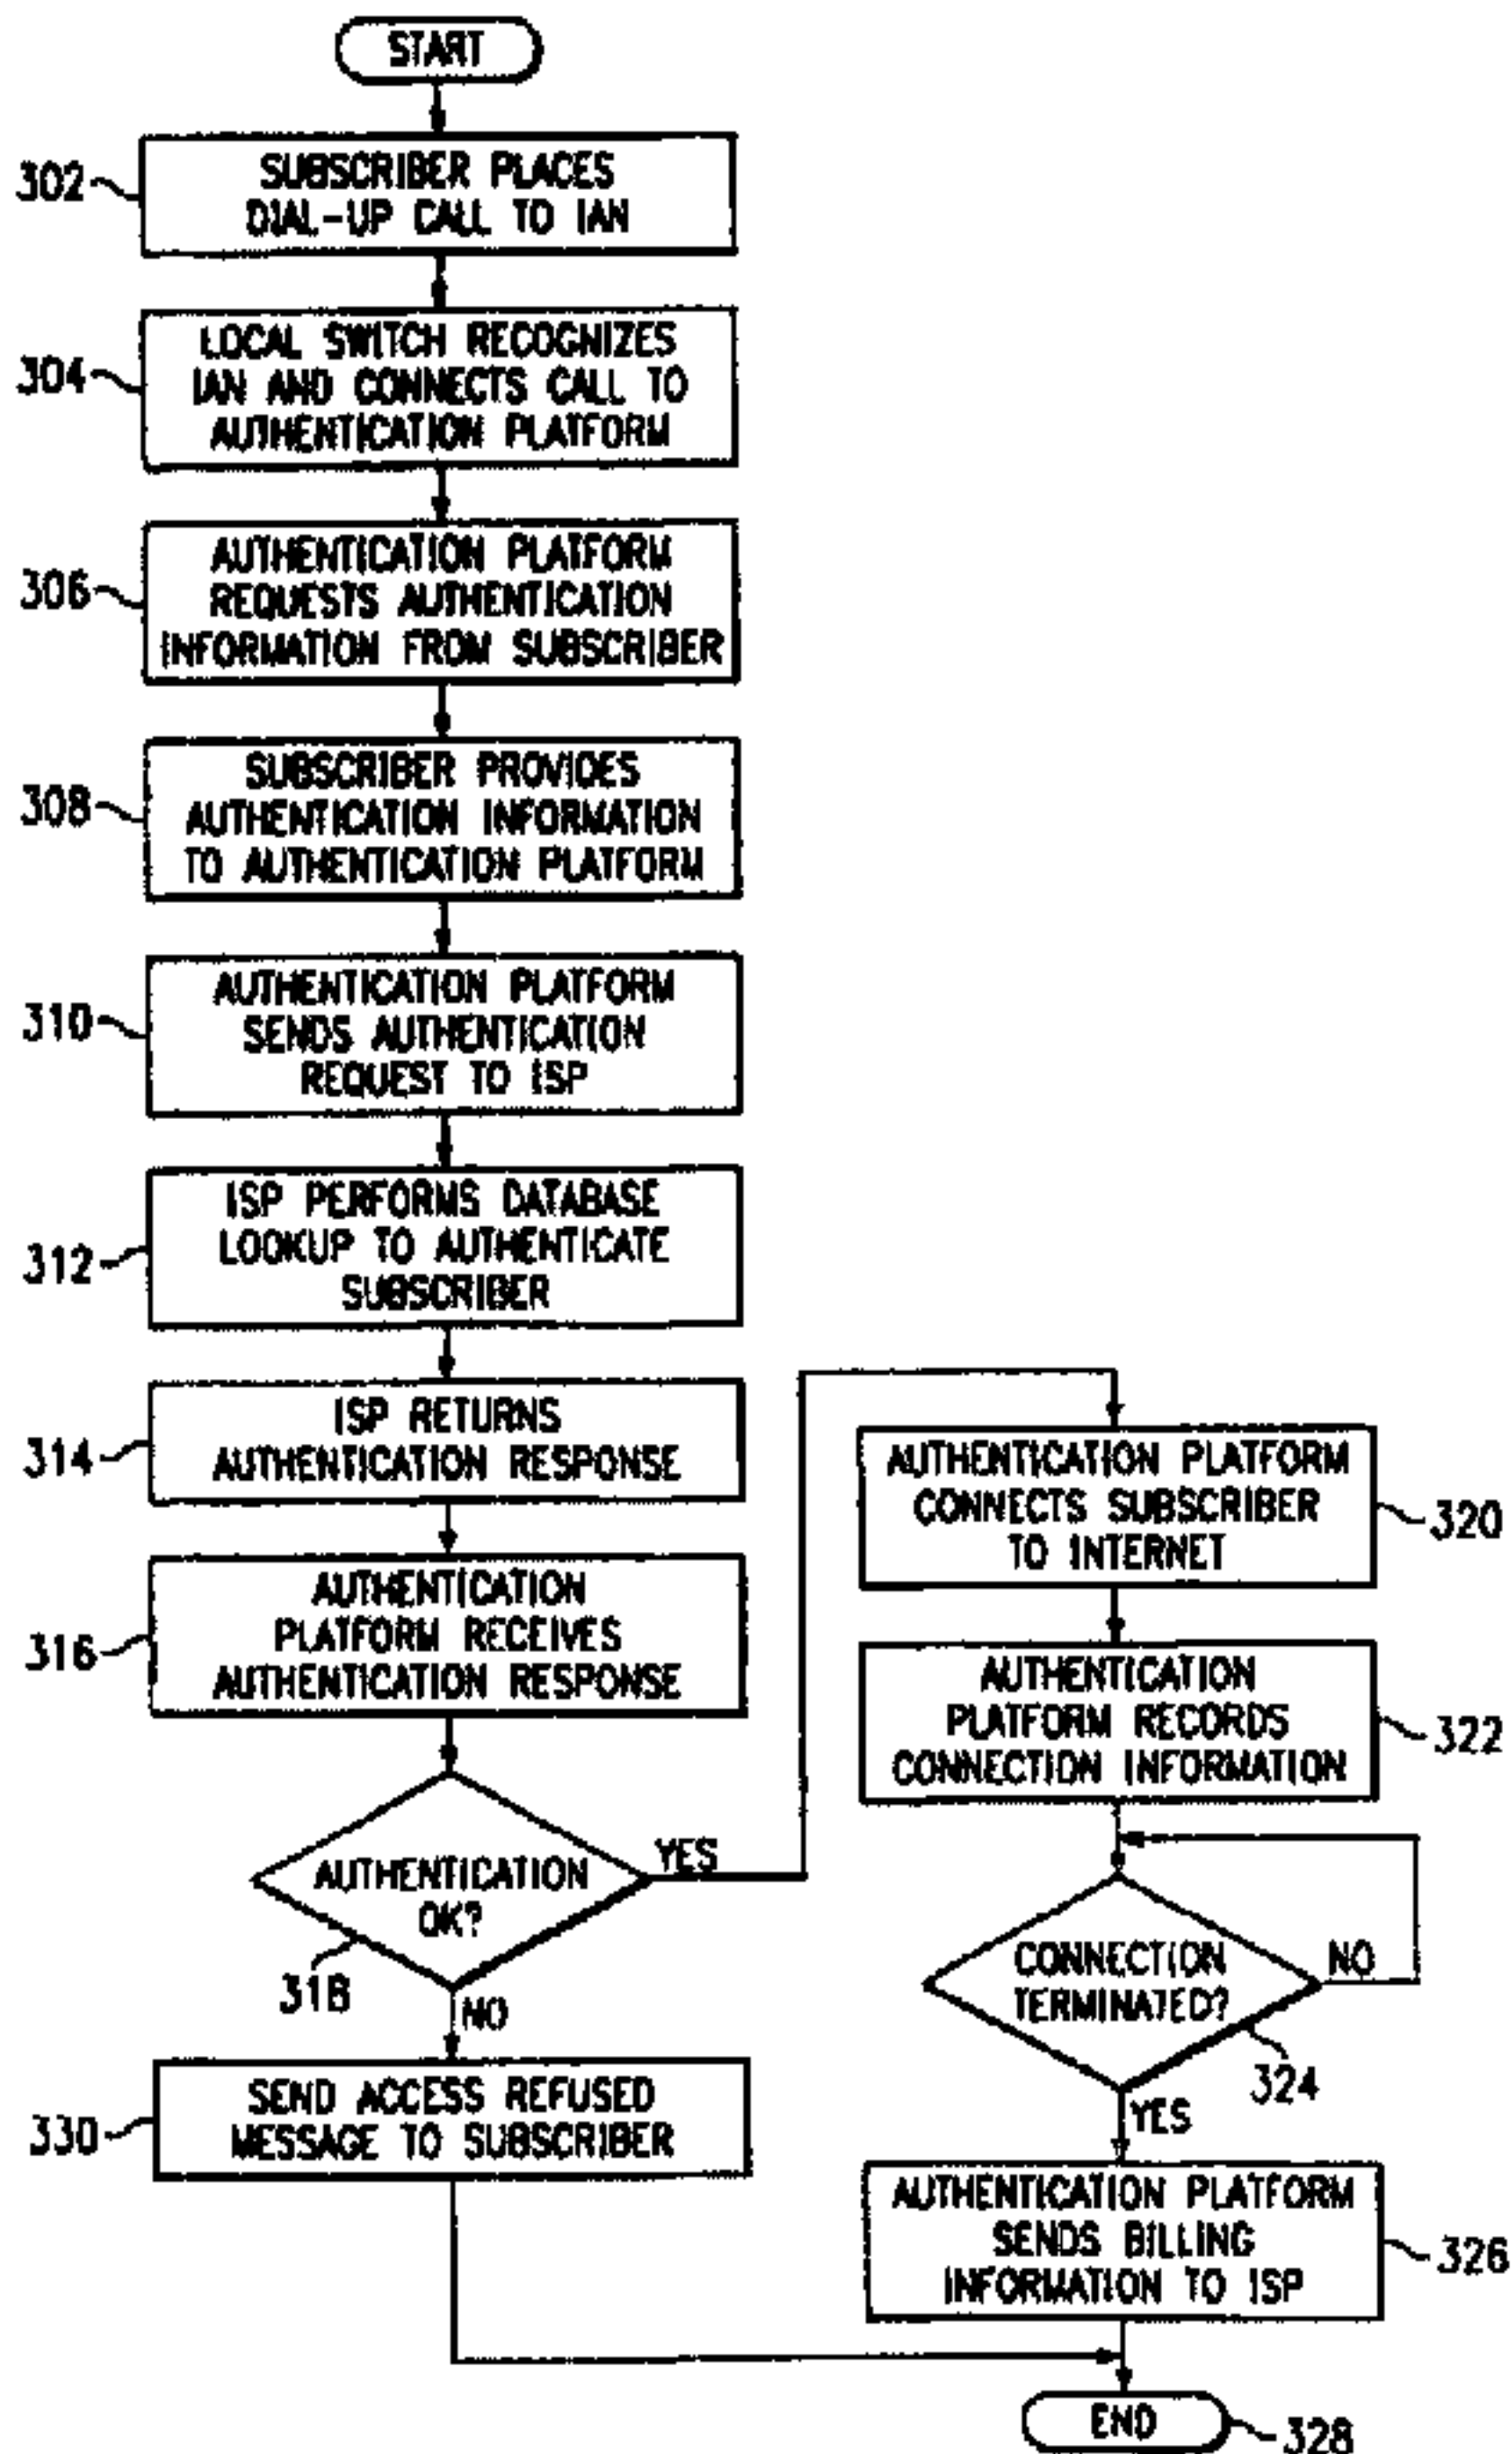 START
302
SUBSCRIBER PLACES
DIAL-UP CALL TO IAN
304
LOCAL SWITCH RECOGNIZES
IAN AND CONNECTS CALL TO
AUTHENTICATION PLATFORM
306
AUTHENTICATION PLATFORM
REQUESTS AUTHENTICATION
INFORMATION FROM SUBSCRIBER
308
SUBSCRIBER PROVIDES
AUTHENTICATION INFORMATION
TO AUTHENTICATION PLATFORM
310
AUTHENTICATION PLATFORM
SENDS AUTHENTICATION
REQUEST TO ISP
312
ISP PERFORMS DATABASE
LOOKUP TO AUTHENTICATE
SUBSCRIBER
314
ISP RETURNS
AUTHENTICATION RESPONSE
316
AUTHENTICATION
PLATFORM RECEIVES
AUTHENTICATION RESPONSE
AUTHENTICATION
OK?
318
YES
NO
330
SEND ACCESS REFUSED
MESSAGE TO SUBSCRIBER
AUTHENTICATION PLATFORM
CONNECTS SUBSCRIBER
TO INTERNET
320
AUTHENTICATION
PLATFORM RECORDS
CONNECTION INFORMATION
322
CONNECTION
TERMINATED?
NO
324
YES
AUTHENTICATION PLATFORM
SENDS BILLING
INFORMATION TO ISP
326
END
328